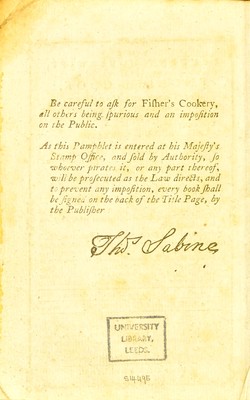 Be careful to aſk for Fiſher's Cookery,
all others being ſpurious and an impoſition
on the Public.
As this Pamphlet is entered at his Majeſty's
Stamp Office, and ſold by Authority, ſo
whoever pirates it, or any part thereof,
will be proſecuted as the Law directs, and
to prevent any impoſition, every book ſhall
be ſigned on the back of the Title Page, by
the Publiſher
Thos. Sabine
UNIVERSITY
LIBRARY,
LEEDS.